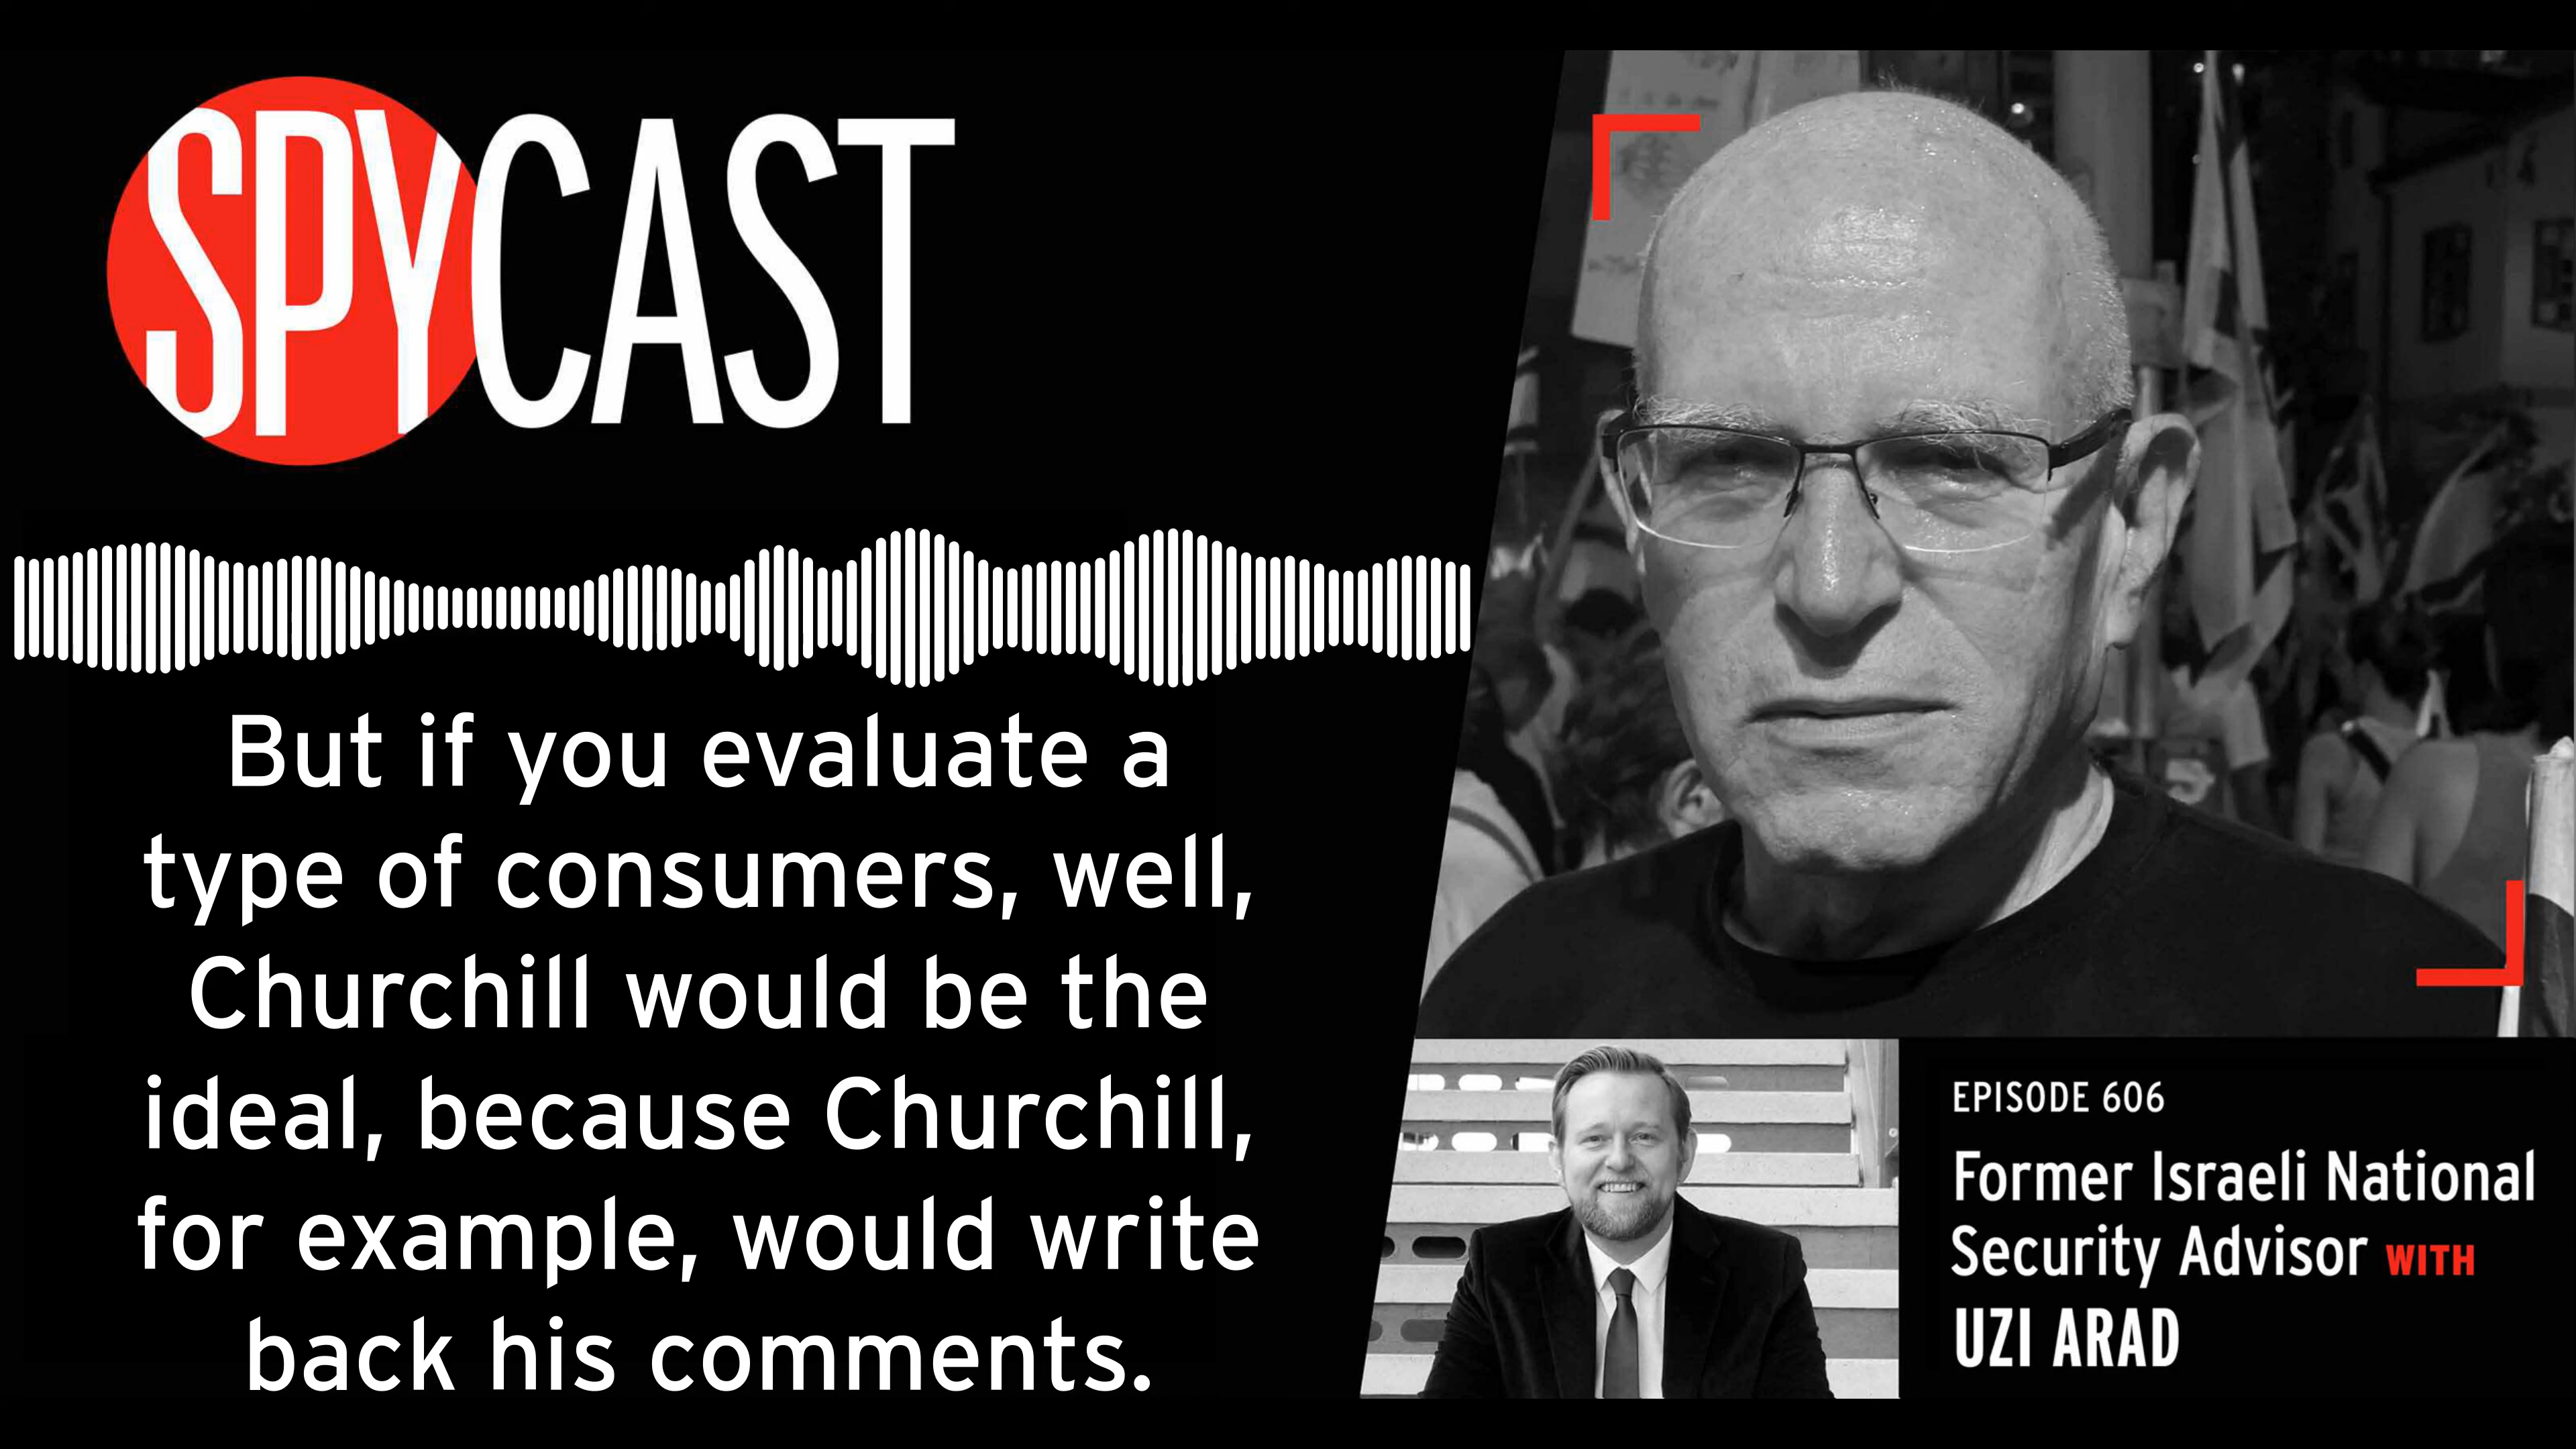 SPYCAST
But if you evaluate a
type of consumers, well,
Churchill would be the
ideal, because Churchill,
for example, would write
back his comments.
EPISODE 606
Former Israeli National
Security Advisor WITH
UZI ARAD